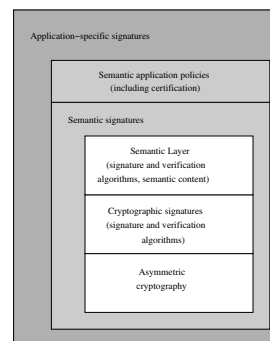 Application−specific signatures
Semantic application policies
(including certification)
Semantic signatures
Semantic Layer
(signature and verification
algorithms, semantic content)
Cryptographic signatures
(signature and verification
algorithms)
Asymmetric
cryptography